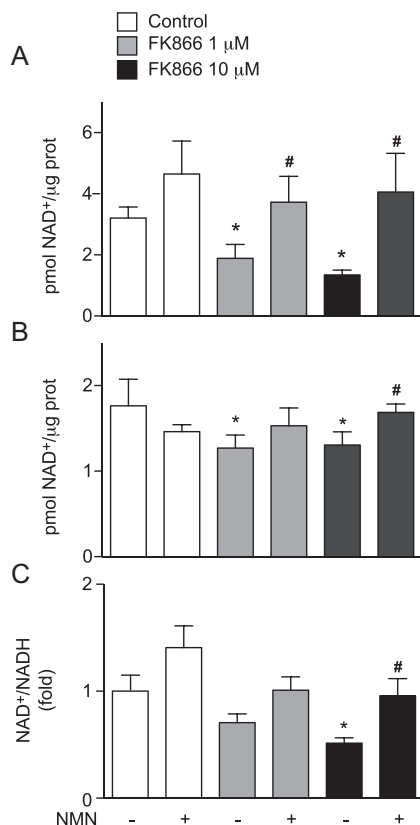 Control
FK866 1 μM
FK866 10 μM
A
pmol NAD+/μg prot
6
4
2
0
*
#
*
#
B
pmol NAD+/μg prot
2
1
0
*
*
#
C
NAD+/NADH
(fold)
2
1
0
*
#
NMN - + - + - +